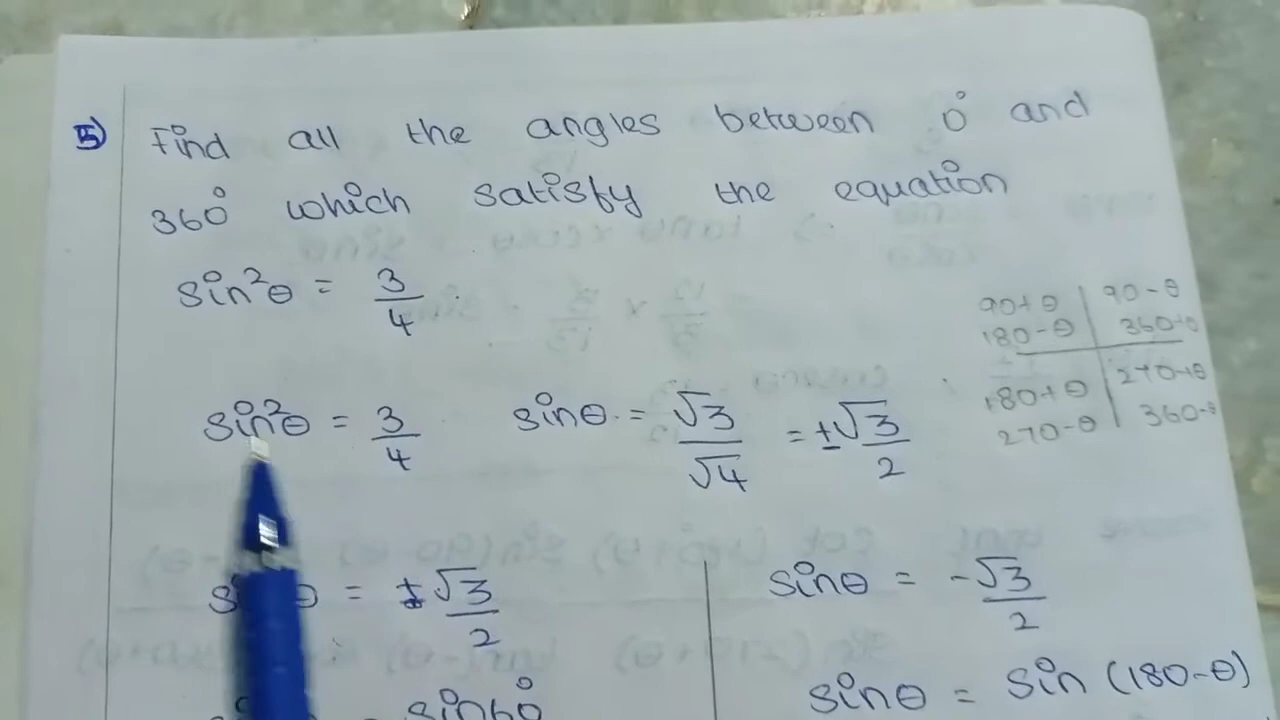 5) Find all the angles between 0° and
360° which satisfy the equation
sin²θ = 3/4
90+θ | 90-θ
180-θ | 360+θ
180+θ | 270+θ
270-θ | 360-θ
sin²θ = 3/4 sinθ = √3/√4 = ±√3/2
= ±√3/2
sinθ = -√3/2
sin60°
sinθ = sin (180-θ)